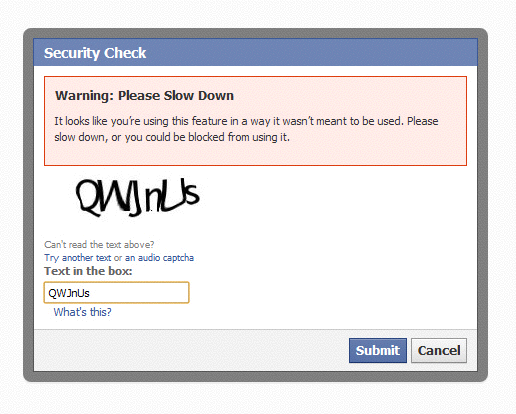 Security Check
Warning: Please Slow Down
It looks like you're using this feature in a way it wasn't meant to be used. Please
slow down, or you could be blocked from using it.
QWJnUs
Can't read the text above?
Try another text or an audio captcha
Text in the box:
QWJnUs
What's this?
Submit Cancel